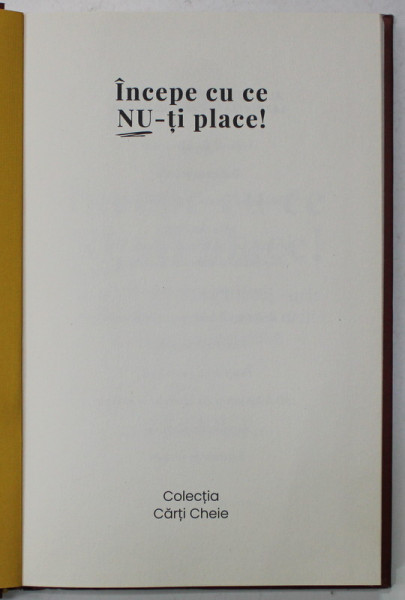 Începe cu ce
NU-ți place!
Colecția
Cărți Cheie